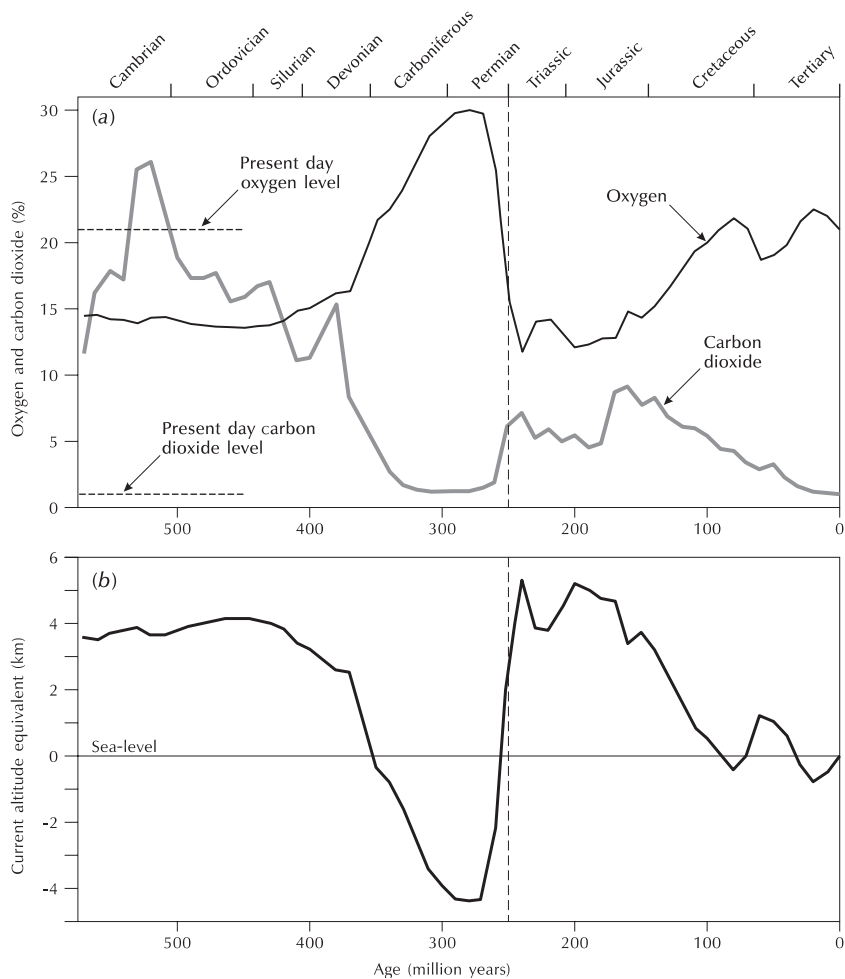 Cambrian
Ordovician
Silurian
Devonian
Carboniferous
Permian
Triassic
Jurassic
Cretaceous
Tertiary
(a)
Oxygen and carbon dioxide (%)
30
25
20
15
10
5
0
Present day
oxygen level
Oxygen
Carbon
dioxide
Present day carbon
dioxide level
500
400
300
200
100
0
(b)
Current altitude equivalent (km)
6
4
2
0
-2
-4
Sea-level
500
400
300
200
100
0
Age (million years)